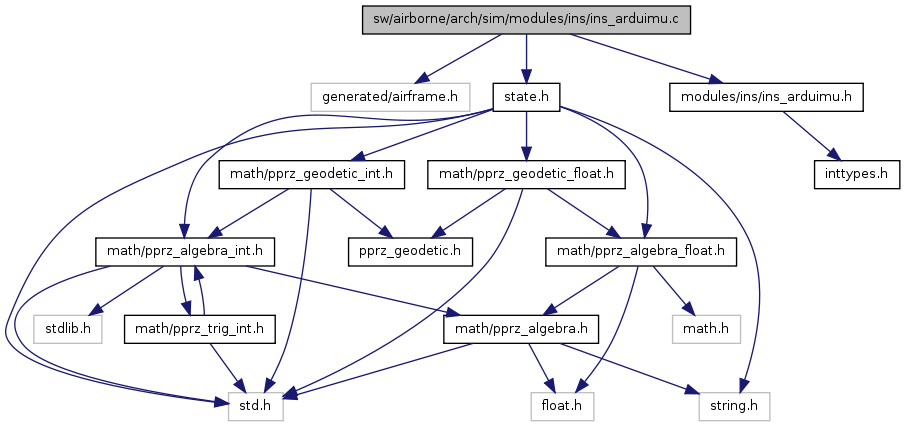 sw/airborne/arch/sim/modules/ins/ins_arduimu.c
generated/airframe.h
state.h
modules/ins/ins_arduimu.h
math/pprz_geodetic_int.h
math/pprz_geodetic_float.h
inttypes.h
math/pprz_algebra_int.h
pprz_geodetic.h
math/pprz_algebra_float.h
stdlib.h
math/pprz_trig_int.h
math/pprz_algebra.h
math.h
std.h
float.h
string.h